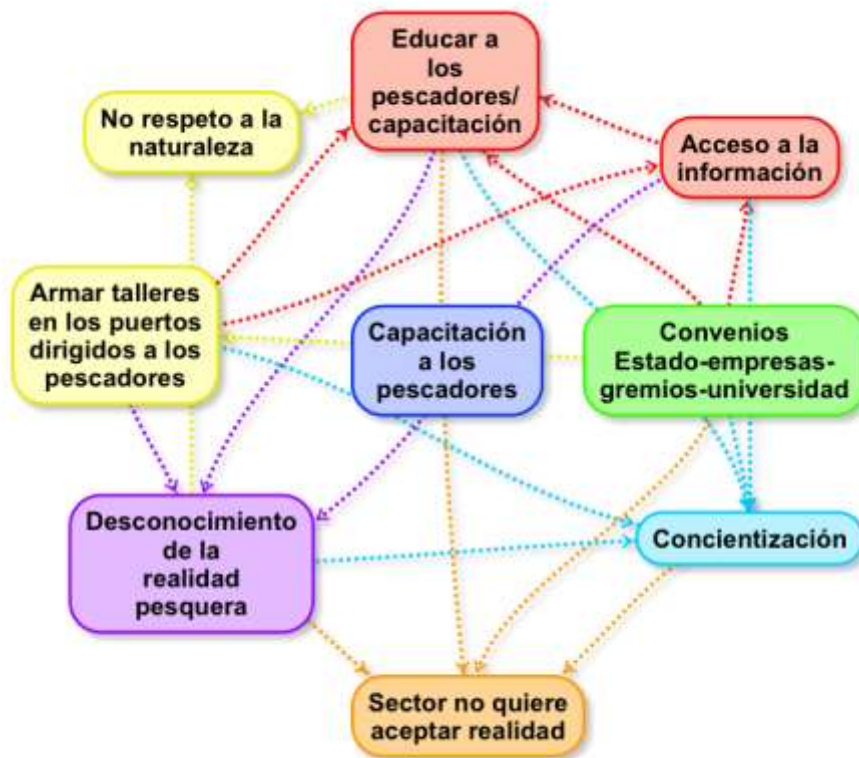 Educar a
los
pescadores/
capacitación
No respeto a la
naturaleza
Acceso a la
información
Armar talleres
en los puertos
dirigidos a los
pescadores
Capacitación
a los
pescadores
Convenios
Estado-empresas-
gremios-universidad
Desconocimiento
de la
realidad
pesquera
Concientización
Sector no quiere
aceptar realidad